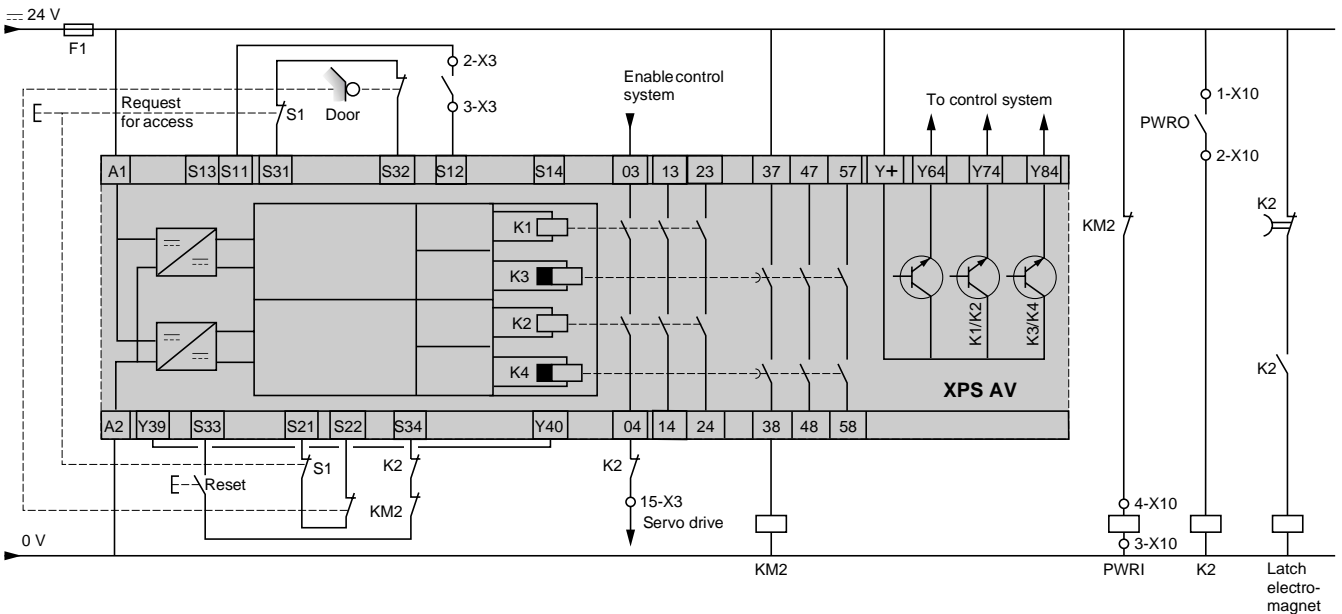 24 V
F1
2-X3
3-X3
Request
for access
S1
Door
Enable control
system
To control system
1-X10
PWRO
2-X10
A1
S13
S11
S31
S32
S12
S14
03
13
23
37
47
57
Y+
Y64
Y74
Y84
K1
K3
K2
K4
K1/K2
K3/K4
XPS AV
KM2
K2
K2
A2
Y39
S33
S21
S22
S34
Y40
04
14
24
38
48
58
S1
K2
K2
Reset
KM2
15-X3
Servo drive
4-X10
3-X10
0 V
KM2
PWRI
K2
Latch
electro-
magnet